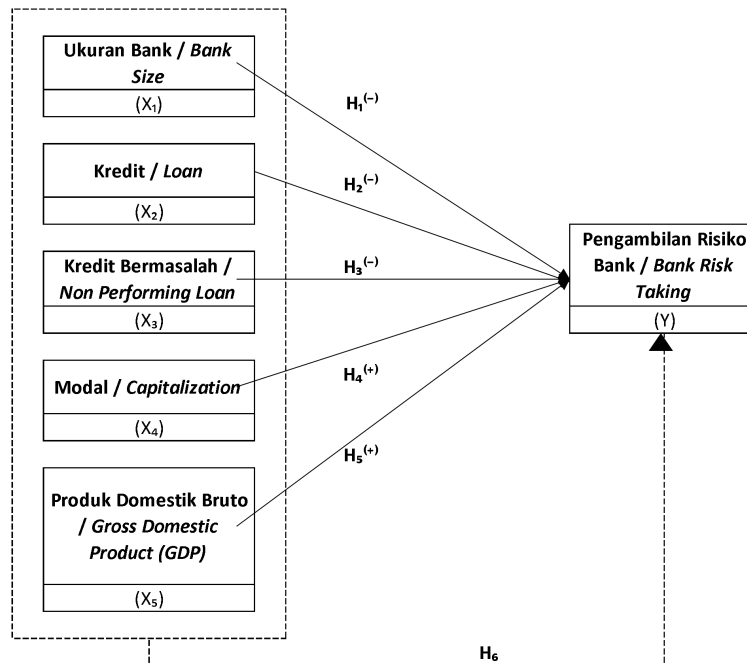 Ukuran Bank / Bank
Size
(X₁)
Kredit / Loan
(X₂)
Kredit Bermasalah /
Non Performing Loan
(X₃)
Modal / Capitalization
(X₄)
Produk Domestik Bruto
/ Gross Domestic
Product (GDP)
(X₅)
H₁⁽⁻⁾
H₂⁽⁻⁾
H₃⁽⁻⁾
H₄⁽⁺⁾
H₅⁽⁺⁾
Pengambilan Risiko
Bank / Bank Risk
Taking
(Y)
H₆